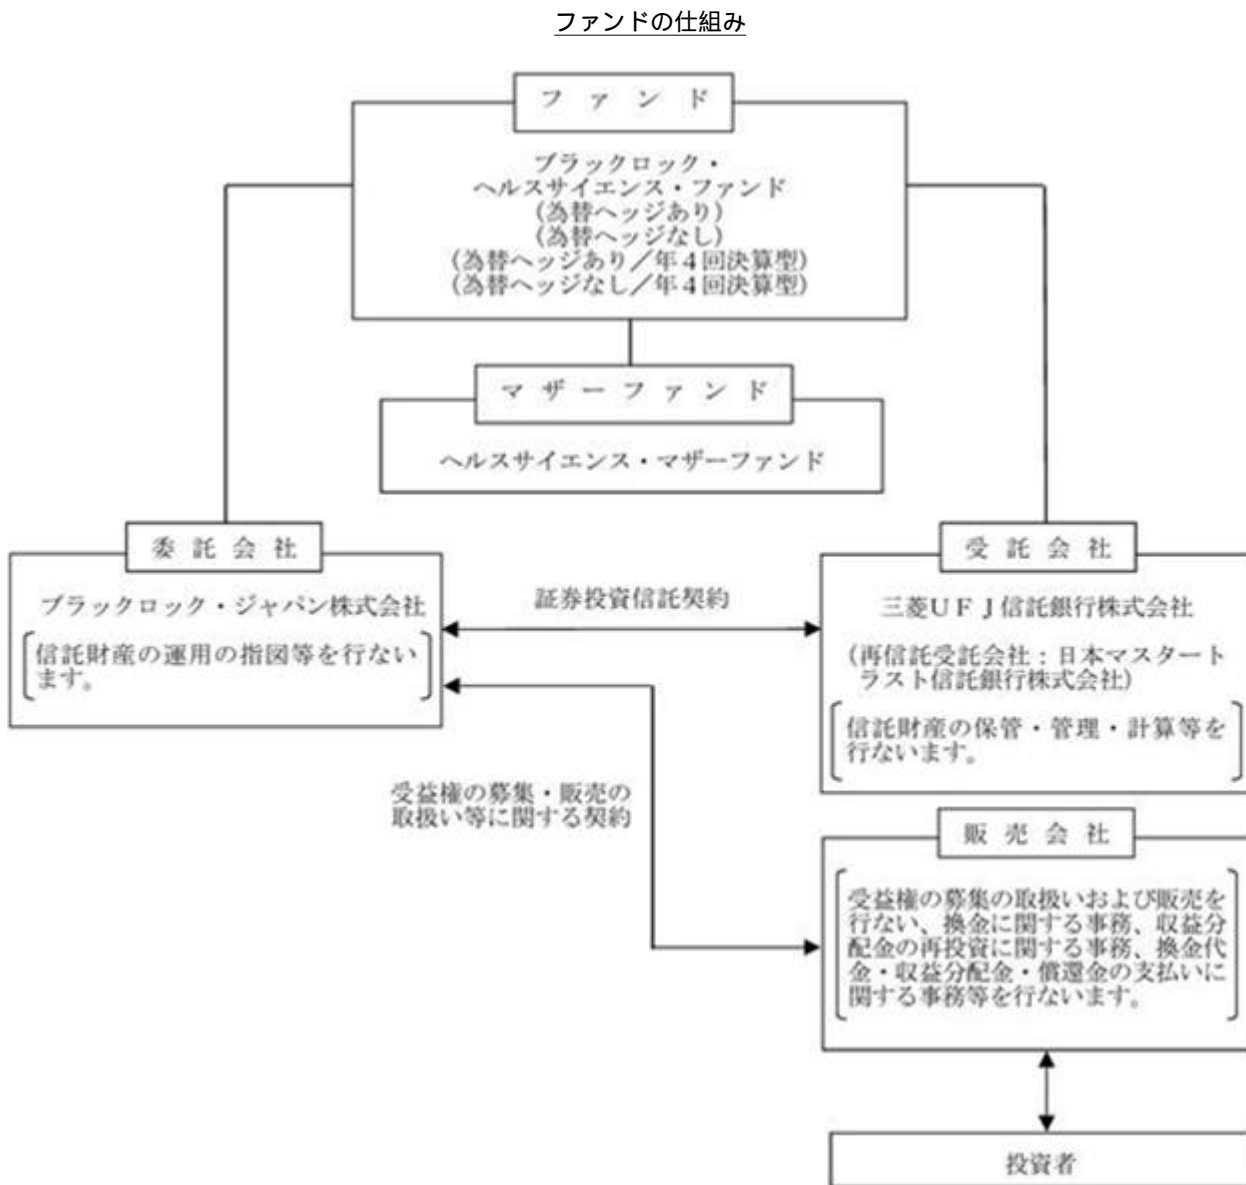 ファンドの仕組み
ファンド
ブラックロック・
ヘルスサイエンス・ファンド
(為替ヘッジあり)
(為替ヘッジなし)
(為替ヘッジあり/年4回決算型)
(為替ヘッジなし/年4回決算型)
マザーファンド
ヘルスサイエンス・マザーファンド
委託会社
ブラックロック・ジャパン株式会社
信託財産の運用の指図等を行ない
ます。
証券投資信託契約
受託会社
三菱UFJ信託銀行株式会社
(再信託受託会社:日本マスタート
ラスト信託銀行株式会社)
信託財産の保管・管理・計算等を
行ないます。
受益権の募集・販売の
取扱い等に関する契約
販売会社
受益権の募集の取扱いおよび販売を
行ない、換金に関する事務、収益分
配金の再投資に関する事務、換金代
金・収益分配金・償還金の支払いに
関する事務等を行ないます。
投資者